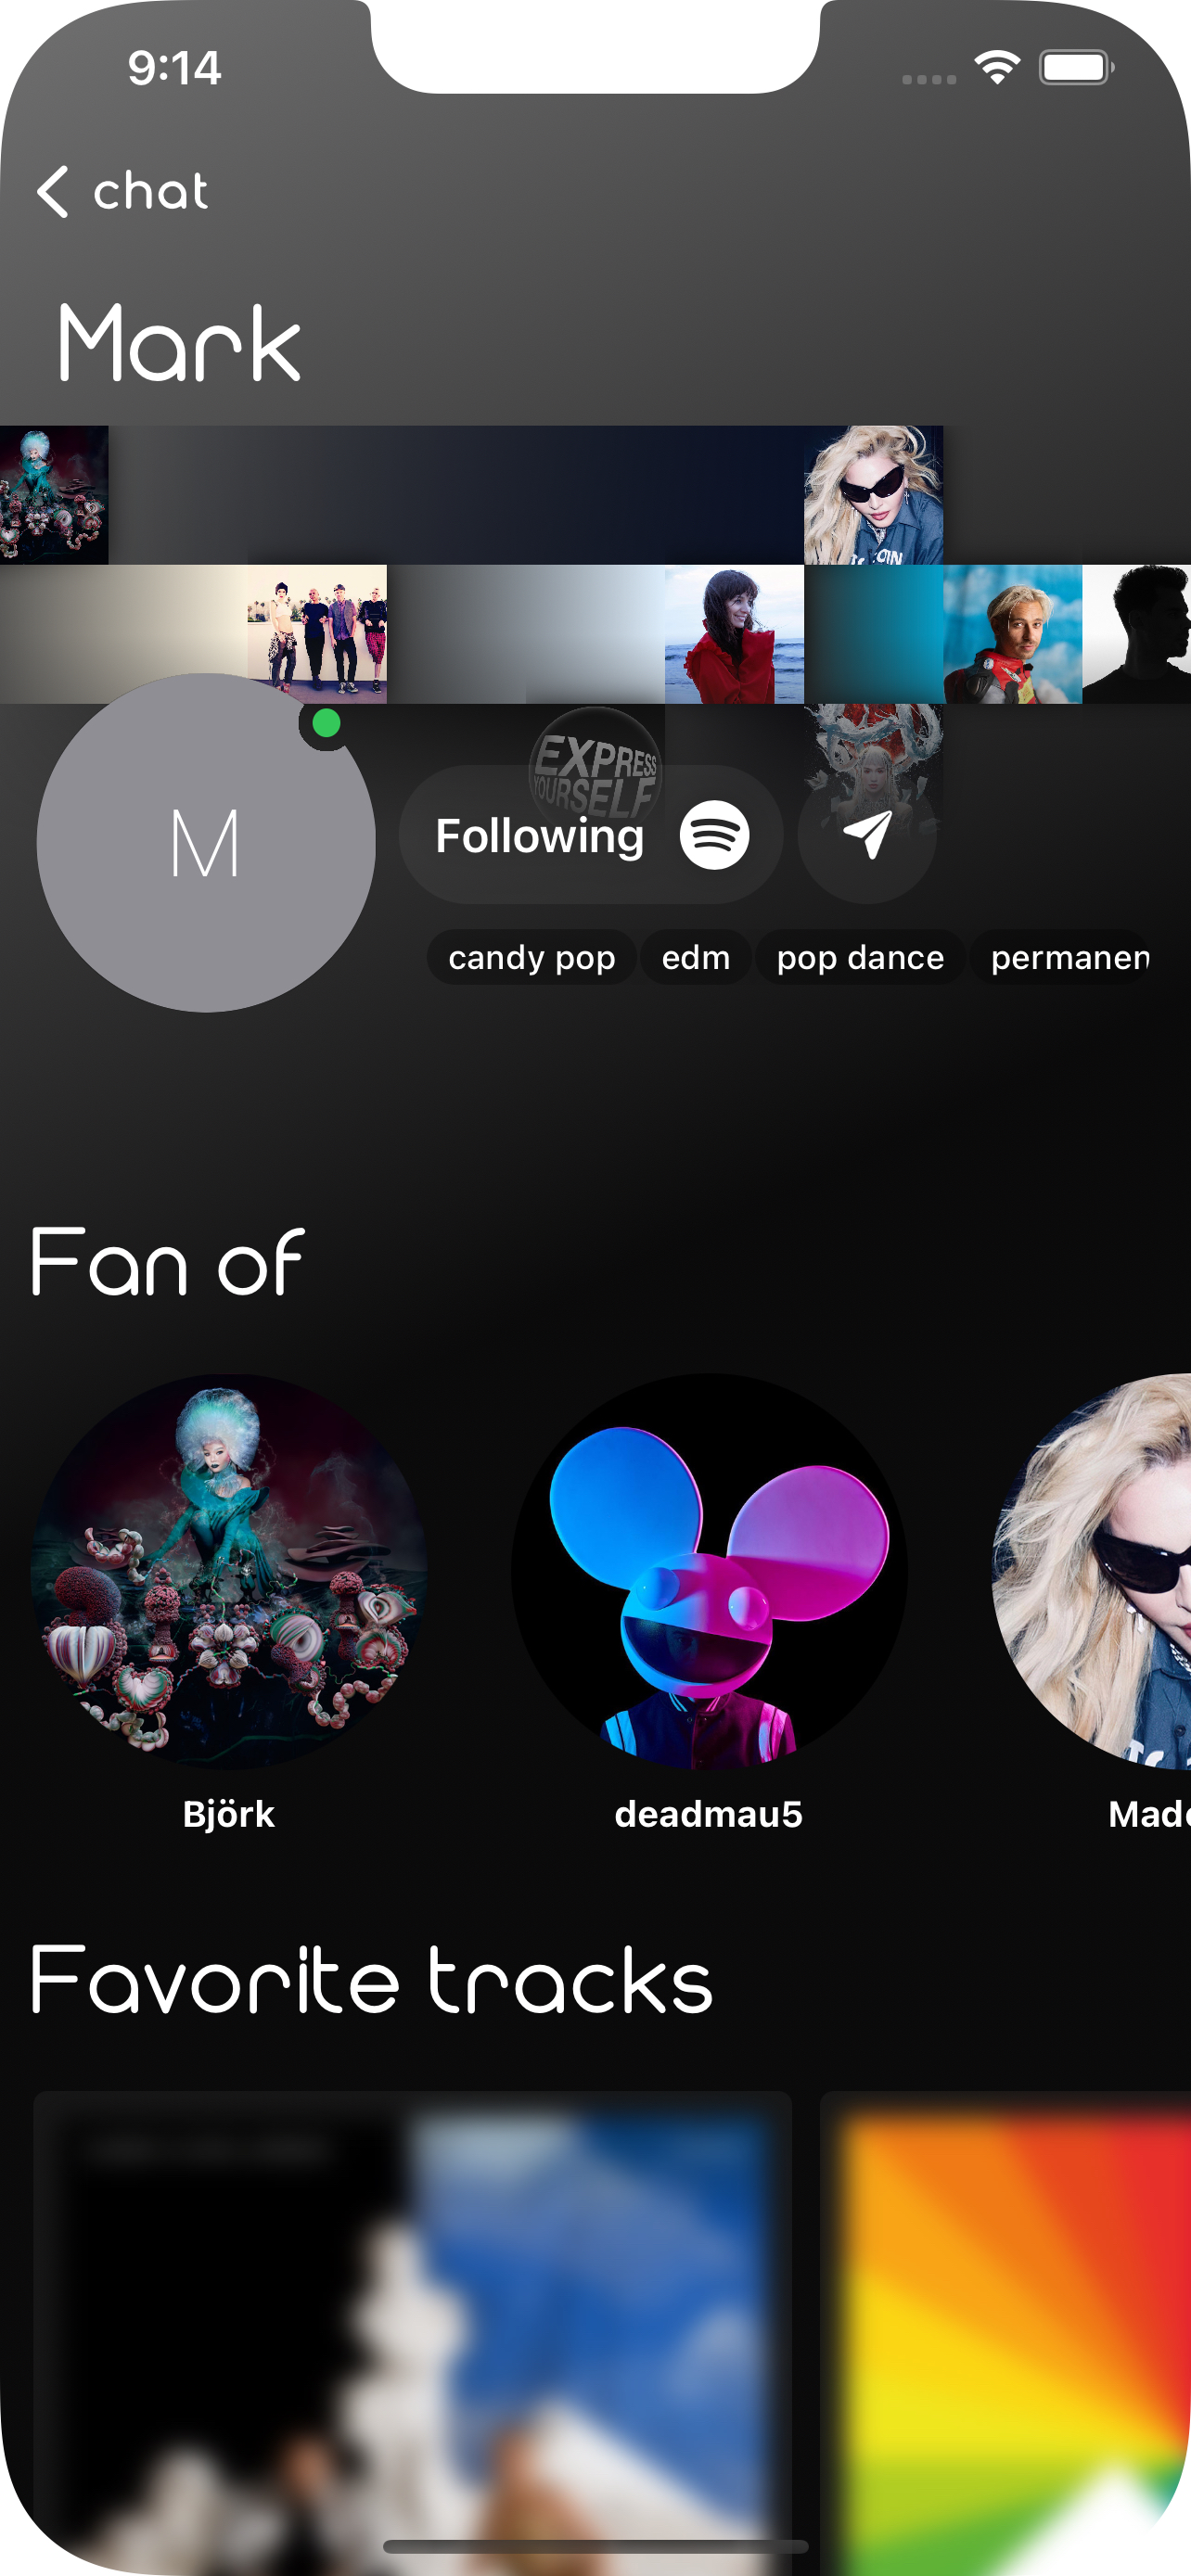 9:14
chat
Mark
EXPRESS
YOURSELF
M
Following
candy pop edm pop dance permanen
Fan of
Björk deadmau5 Mado
Favorite tracks